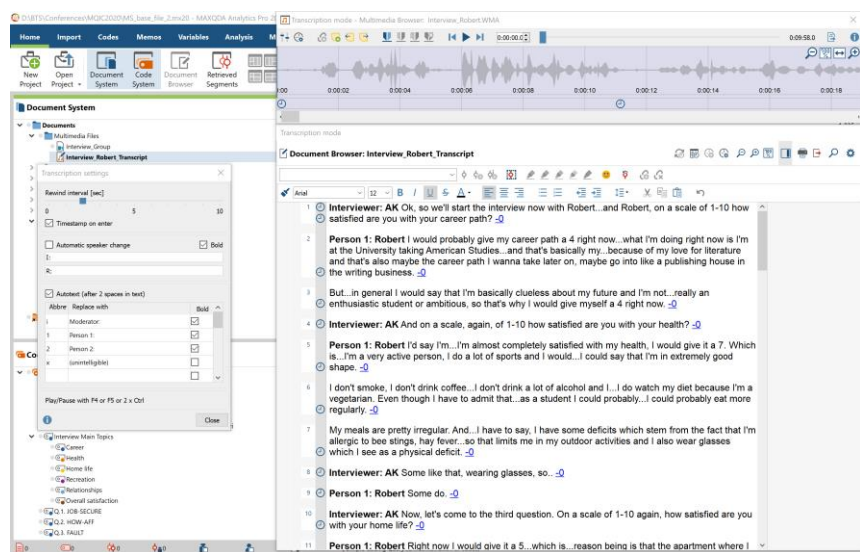 D:\BTS\Conferences\MQIC2020\MS_base_file_2.mx20 - MAXQDA Analytics Pro 20
Home Import Codes Memos Variables Analysis M
New Project
Open Project
Document System
Code System
Document Browser
Retrieved Segments
Document System
Documents
Multimedia Files
Interview_Group
Interview_Robert_Transcript
Transcription settings
Rewind interval [sec]
0 5 10
Timestamp on enter
Automatic speaker change Bold
I:
R:
Autotext (after 2 spaces in text)
Abbre Replace with Bold
i Moderator:
1 Person 1:
2 Person 2:
x (unintelligible)
Play/Pause with F4 or F5 or 2 x Ctrl
Close
Co
Interview Main Topics
Career
Health
Home life
Recreation
Relationships
Overall satisfaction
Q.1. JOB-SECURE
Q.2. HOW-AFF
Q.3. FAULT
Transcription mode - Multimedia Browser: Interview_Robert.WMA
0:00:00.0 0:09:58.0
1:00 0:00:02 0:00:04 0:00:06 0:00:08 0:00:10 0:00:12 0:00:14 0:00:16 0:00:18
Transcription mode
Document Browser: Interview_Robert_Transcript
Arial 12 B I U S A
1 Interviewer: AK Ok, so we'll start the interview now with Robert...and Robert, on a scale of 1-10 how
satisfied are you with your career path? -0
2 Person 1: Robert I would probably give my career path a 4 right now...what I'm doing right now is I'm
at the University taking American Studies...and that's basically my...because of my love for literature
and that's also maybe the career path I wanna take later on, maybe go into like a publishing house in
the writing business. -0
3 But...in general I would say that I'm basically clueless about my future and I'm not...really an
enthusiastic student or ambitious, so that's why I would give myself a 4 right now. -0
4 Interviewer: AK And on a scale, again, of 1-10 how satisfied are you with your health? -0
5 Person 1: Robert I'd say I'm...I'm almost completely satisfied with my health, I would give it a 7. Which
is...I'm a very active person, I do a lot of sports and I would...I could say that I'm in extremely good
shape. -0
6 I don't smoke, I don't drink coffee...I don't drink a lot of alcohol and I...I do watch my diet because I'm a
vegetarian. Even though I have to admit that...as a student I could probably...I could probably eat more
regularly. -0
7 My meals are pretty irregular. And...I have to say, I have some deficits which stem from the fact that I'm
allergic to bee stings, hay fever...so that limits me in my outdoor activities and I also wear glasses
which I see as a physical deficit. -0
8 Interviewer: AK Some like that, wearing glasses, so.. -0
9 Person 1: Robert Some do. -0
10 Interviewer: AK Now, let's come to the third question. On a scale of 1-10 again, how satisfied are you
with your home life? -0
11 Person 1: Robert Right now I would give it a 5...which is...reason being is that the apartment where I